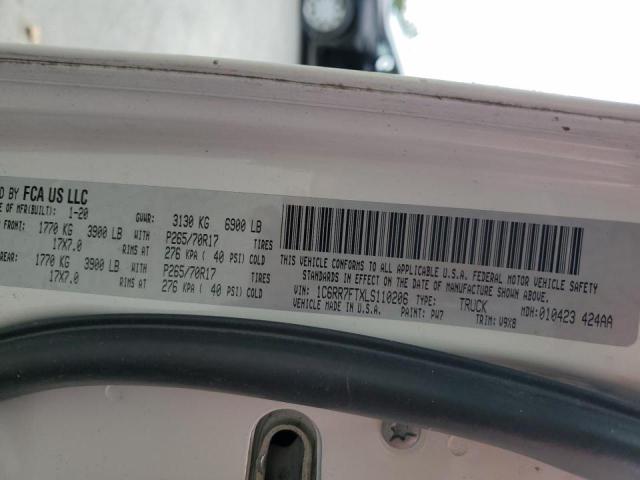 D BY FCA US LLC
E OF MFR(BUILT): 1-20 GVWR: 3130 KG 6900 LB
FRONT: 1770 KG 3900 LB WITH P265/70R17 TIRES
17X7.0 RIMS AT 276 KPA ( 40 PSI) COLD
REAR: 1770 KG 3900 LB WITH P265/70R17 TIRES
17X7.0 RIMS AT 276 KPA ( 40 PSI) COLD
THIS VEHICLE CONFORMS TO ALL APPLICABLE U.S.A. FEDERAL MOTOR VEHICLE
SAFETY STANDARDS IN EFFECT ON THE DATE OF MANUFACTURE SHOWN ABOVE.
VIN: 1C6RR7FTXLS110206 TYPE: TRUCK MDH: 010423 424AA
VEHICLE MADE IN U.S.A. PAINT: PW7 TRIM: V9X8